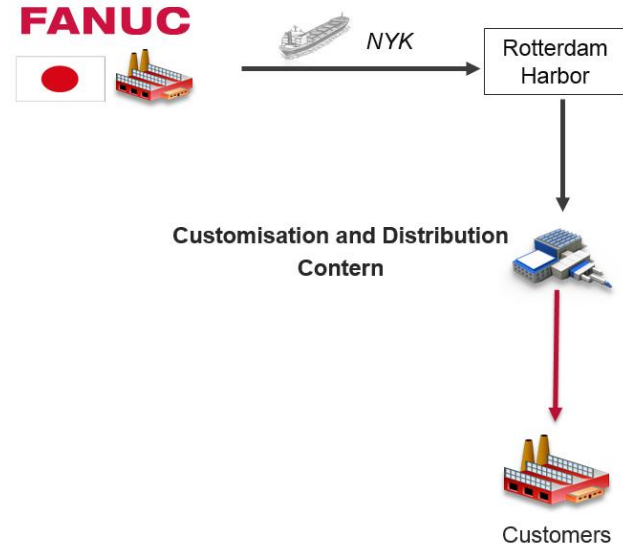 FANUC
NYK
Rotterdam
Harbor
Customisation and Distribution
Contern
Customers